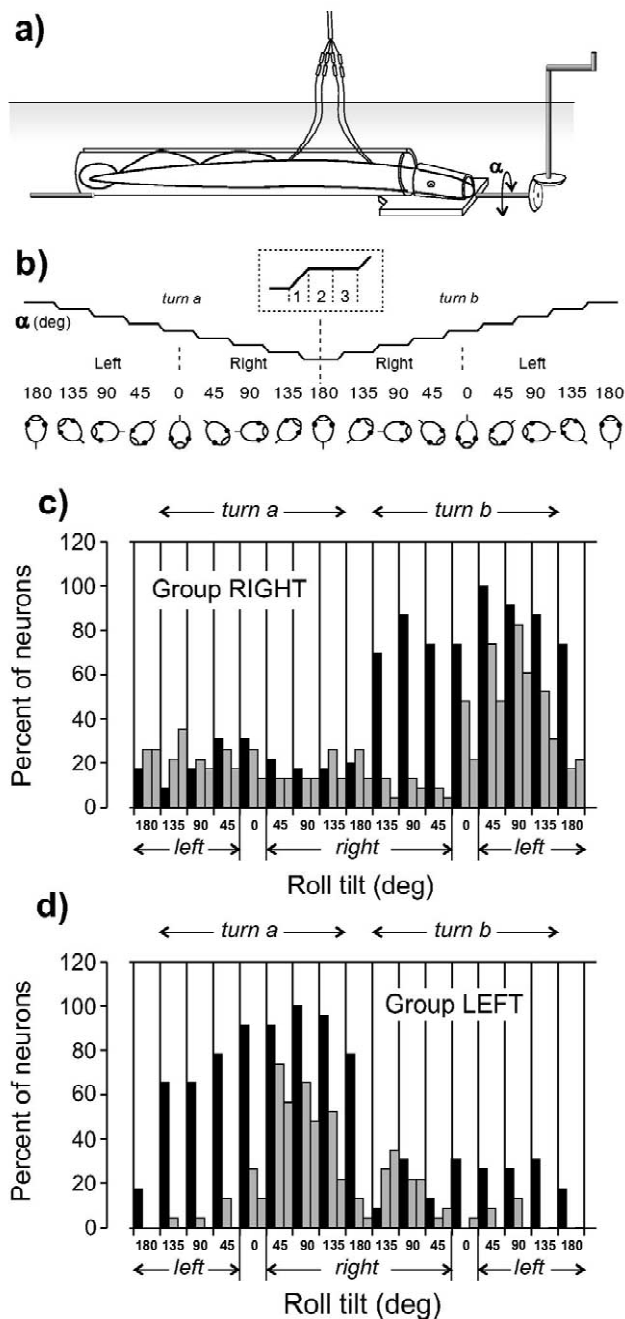 a)
α
b)
turn a
turn b
1 2 3
α (deg)
Left Right Right Left
180 135 90 45 0 45 90 135 180 135 90 45 0 45 90 135 180
c)
turn a
turn b
Group RIGHT
Percent of neurons
120
100
80
60
40
20
0
180 135 90 45 0 45 90 135 180 135 90 45 0 45 90 135 180
left right left
Roll tilt (deg)
d)
turn a
turn b
Group LEFT
Percent of neurons
120
100
80
60
40
20
0
180 135 90 45 0 45 90 135 180 135 90 45 0 45 90 135 180
left right left
Roll tilt (deg)